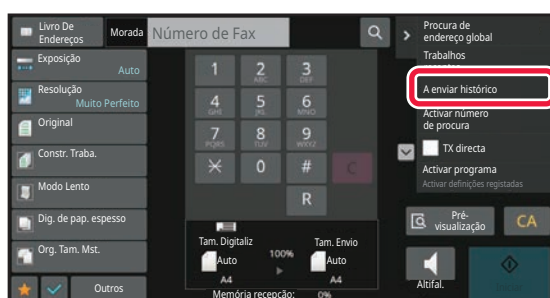 Livro De
Endereços
Morada
Número de Fax
Procura de
endereço global
Trabalhos
A enviar histórico
Activar número
de procura
TX directa
Activar programa
Activar definições registadas
Exposição
Auto
Resolução
Muito Perfeito
Original
Constr. Traba.
Modo Lento
Dig. de pap. espesso
Org. Tam. Mst.
Outros
1
2
ABC
3
DEF
4
GHI
5
JKL
6
MNO
7
PQRS
8
TUV
9
WXYZ
0
#
C
R
Tam. Digitaliz
100%
Tam. Envio
Auto
Auto
A4
A4
Memória recepção:
0%
Pré-
visualização
CA
Altifal.